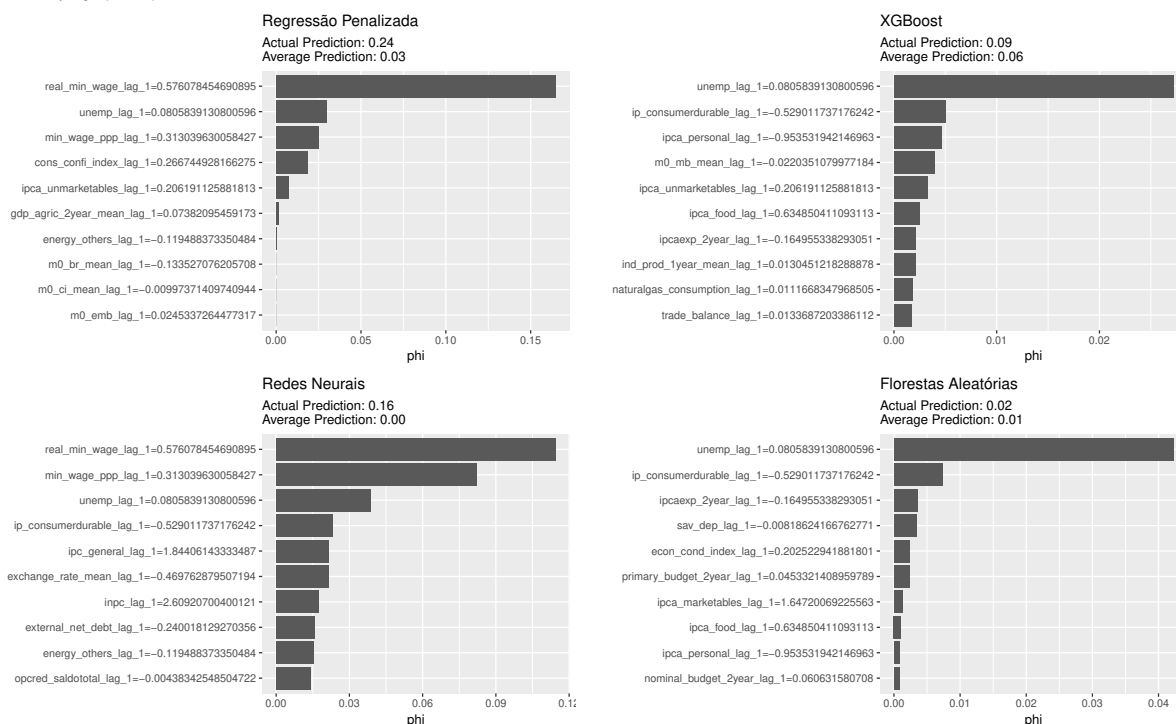 Regressão Penalizada
Actual Prediction: 0.24
Average Prediction: 0.03
real_min_wage_lag_1=0.576078454690895
unemp_lag_1=0.0805839130800596
min_wage_ppp_lag_1=0.313039630058427
cons_confi_index_lag_1=0.266744928166275
ipca_unmarketables_lag_1=0.206191125881813
gdp_agric_2year_mean_lag_1=0.07382095459173
energy_others_lag_1=−0.119488373350484
m0_br_mean_lag_1=−0.133527076205708
m0_ci_mean_lag_1=−0.00997371409740944
m0_emb_lag_1=0.0245337264477317
0.00 0.05 0.10 0.15
phi
XGBoost
Actual Prediction: 0.09
Average Prediction: 0.06
unemp_lag_1=0.0805839130800596
ip_consumerdurable_lag_1=−0.529011737176242
ipca_personal_lag_1=−0.953531942146963
m0_mb_mean_lag_1=−0.0220351079977184
ipca_unmarketables_lag_1=0.206191125881813
ipca_food_lag_1=0.634850411093113
ipcaexp_2year_lag_1=−0.164955338293051
ind_prod_1year_mean_lag_1=0.0130451218288878
naturalgas_consumption_lag_1=0.0111668347968505
trade_balance_lag_1=0.0133687203386112
0.00 0.01 0.02
phi
Redes Neurais
Actual Prediction: 0.16
Average Prediction: 0.00
real_min_wage_lag_1=0.576078454690895
min_wage_ppp_lag_1=0.313039630058427
unemp_lag_1=0.0805839130800596
ip_consumerdurable_lag_1=−0.529011737176242
ipc_general_lag_1=1.84406143333487
exchange_rate_mean_lag_1=−0.469762879507194
inpc_lag_1=2.60920700400121
external_net_debt_lag_1=−0.240018129270356
energy_others_lag_1=−0.119488373350484
opcred_saldototal_lag_1=−0.00438342548504722
0.00 0.03 0.06 0.09
phi
Florestas Aleatórias
Actual Prediction: 0.02
Average Prediction: 0.01
unemp_lag_1=0.0805839130800596
ip_consumerdurable_lag_1=−0.529011737176242
ipcaexp_2year_lag_1=−0.164955338293051
sav_dep_lag_1=−0.00818624166762771
econ_cond_index_lag_1=0.202522941881801
primary_budget_2year_lag_1=0.0453321408959789
ipca_marketables_lag_1=1.64720069225563
ipca_food_lag_1=0.634850411093113
ipca_personal_lag_1=−0.953531942146963
nominal_budget_2year_lag_1=0.060631580708
0.00 0.01 0.02 0.03 0.04
phi